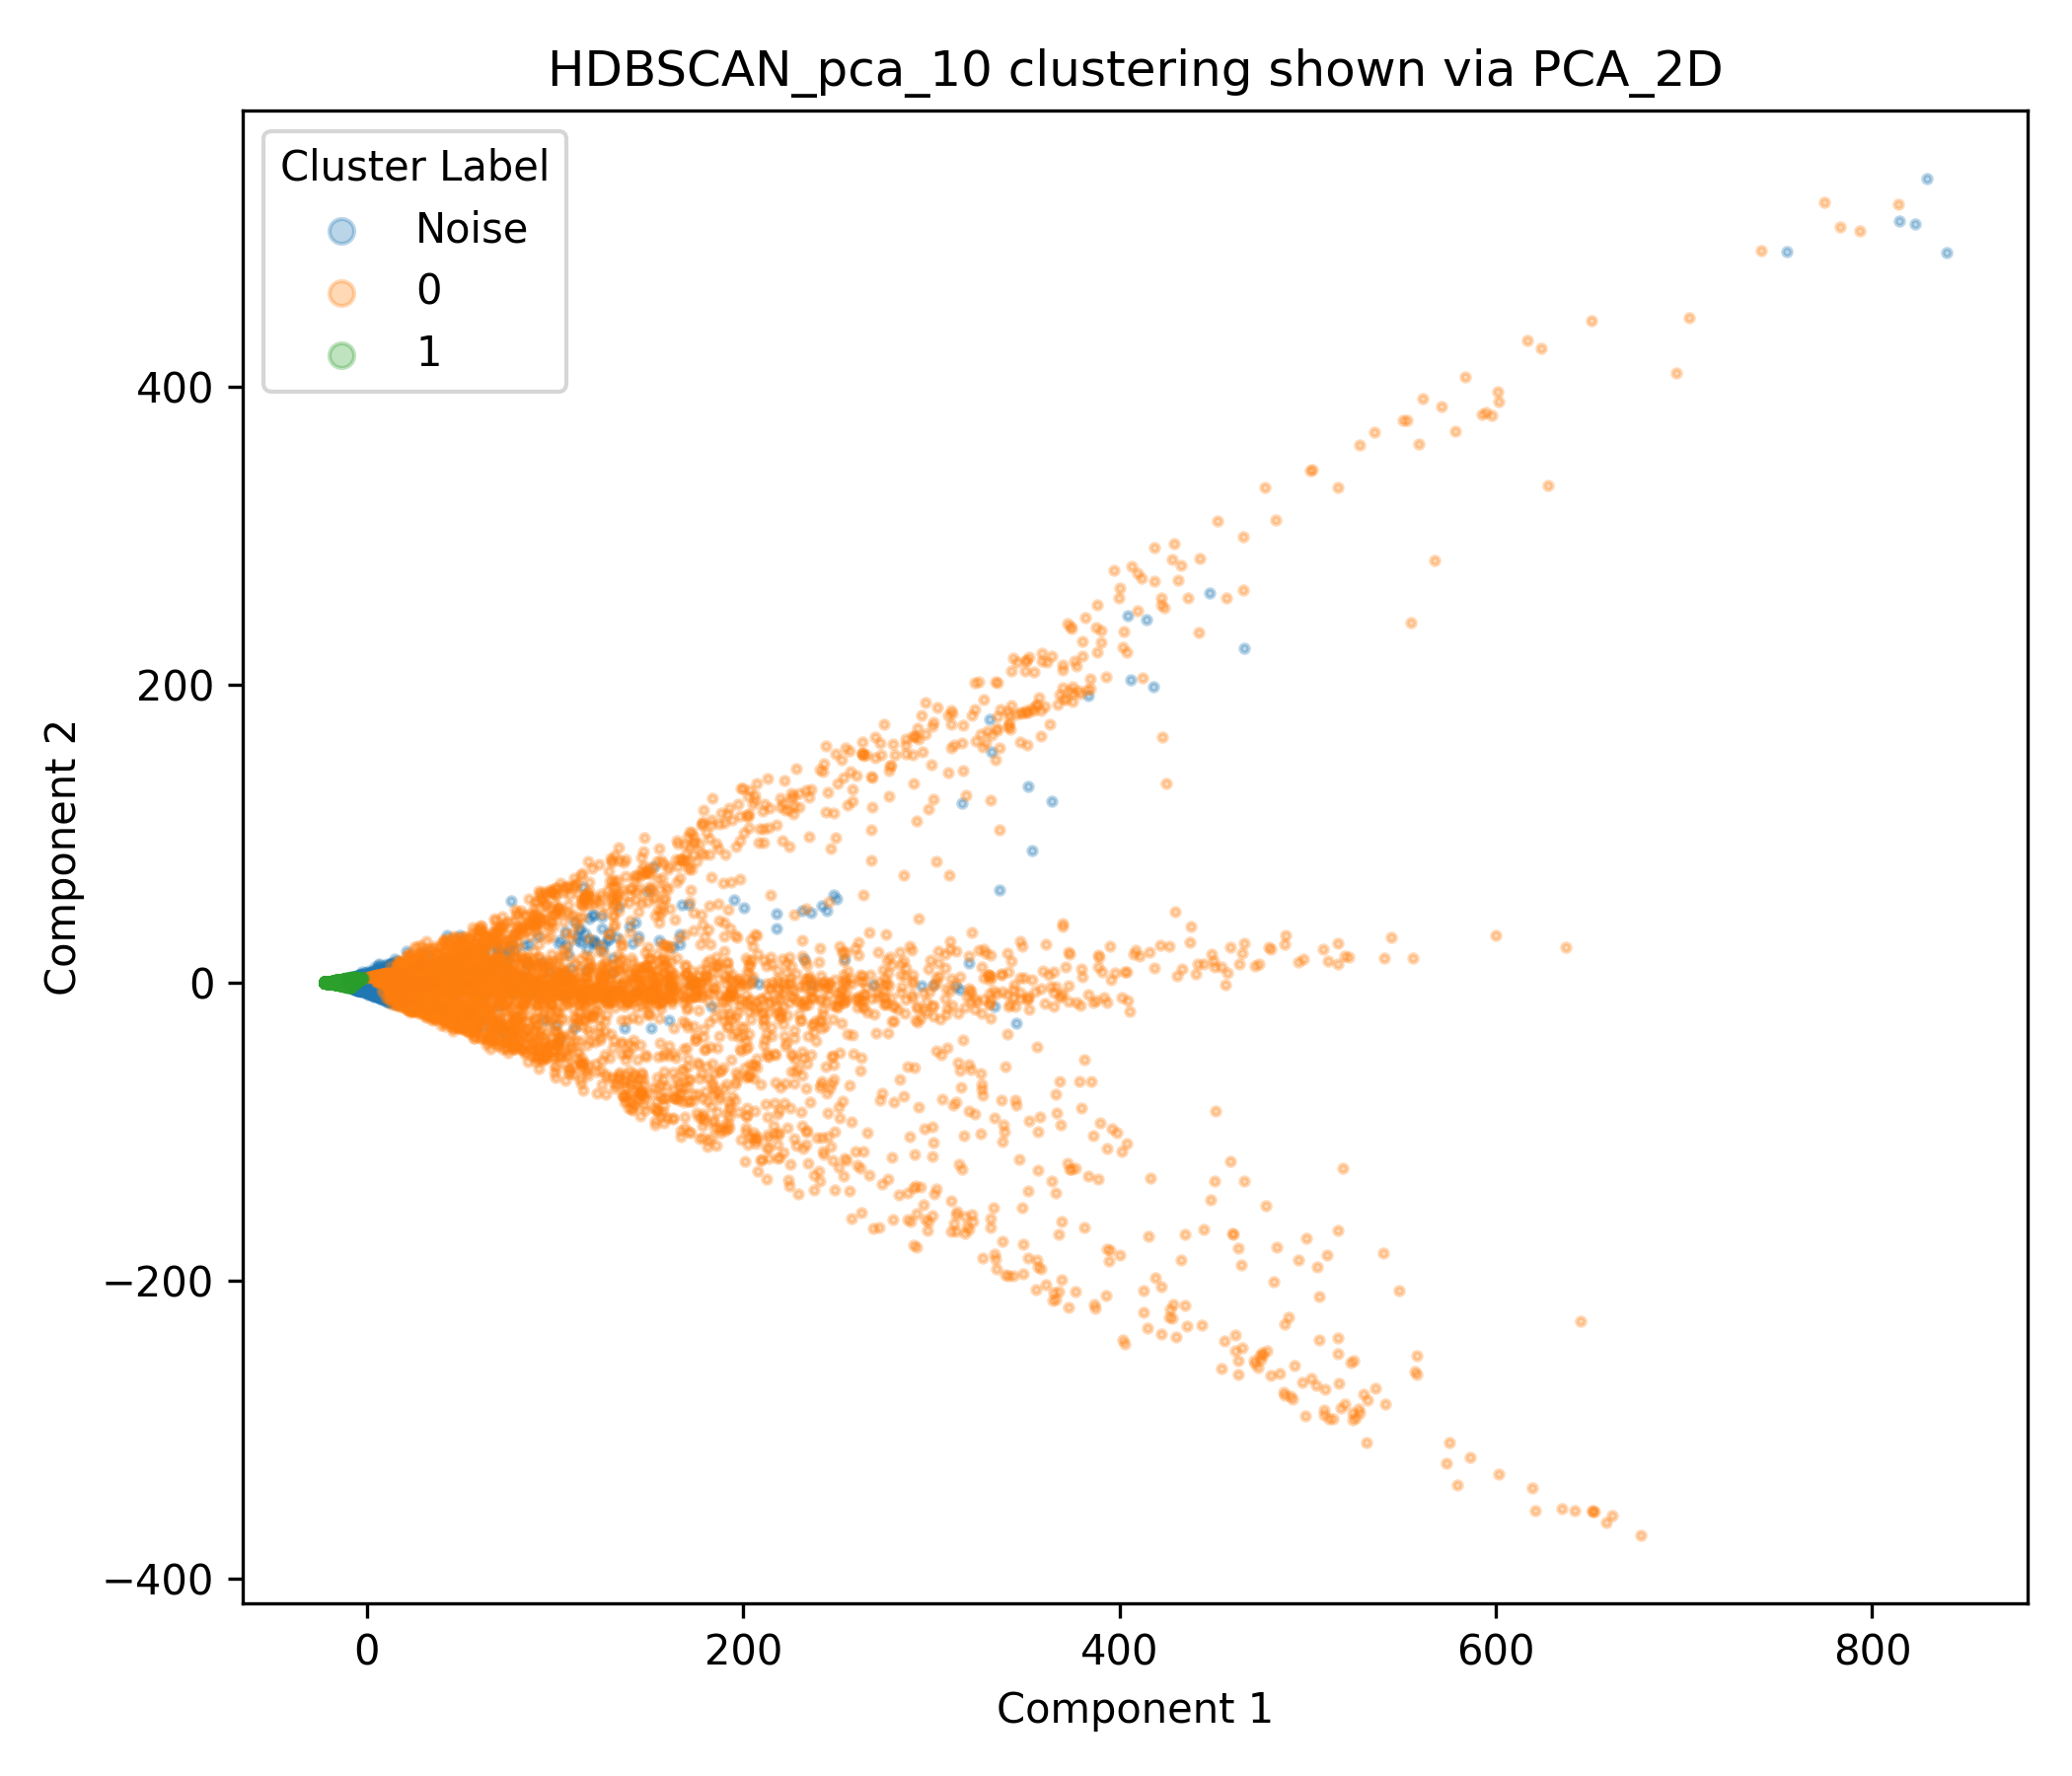 HDBSCAN_pca_10 clustering shown via PCA_2D
Cluster Label
Noise
0
1
400
200
0
−200
−400
Component 2
0
200
400
600
800
Component 1